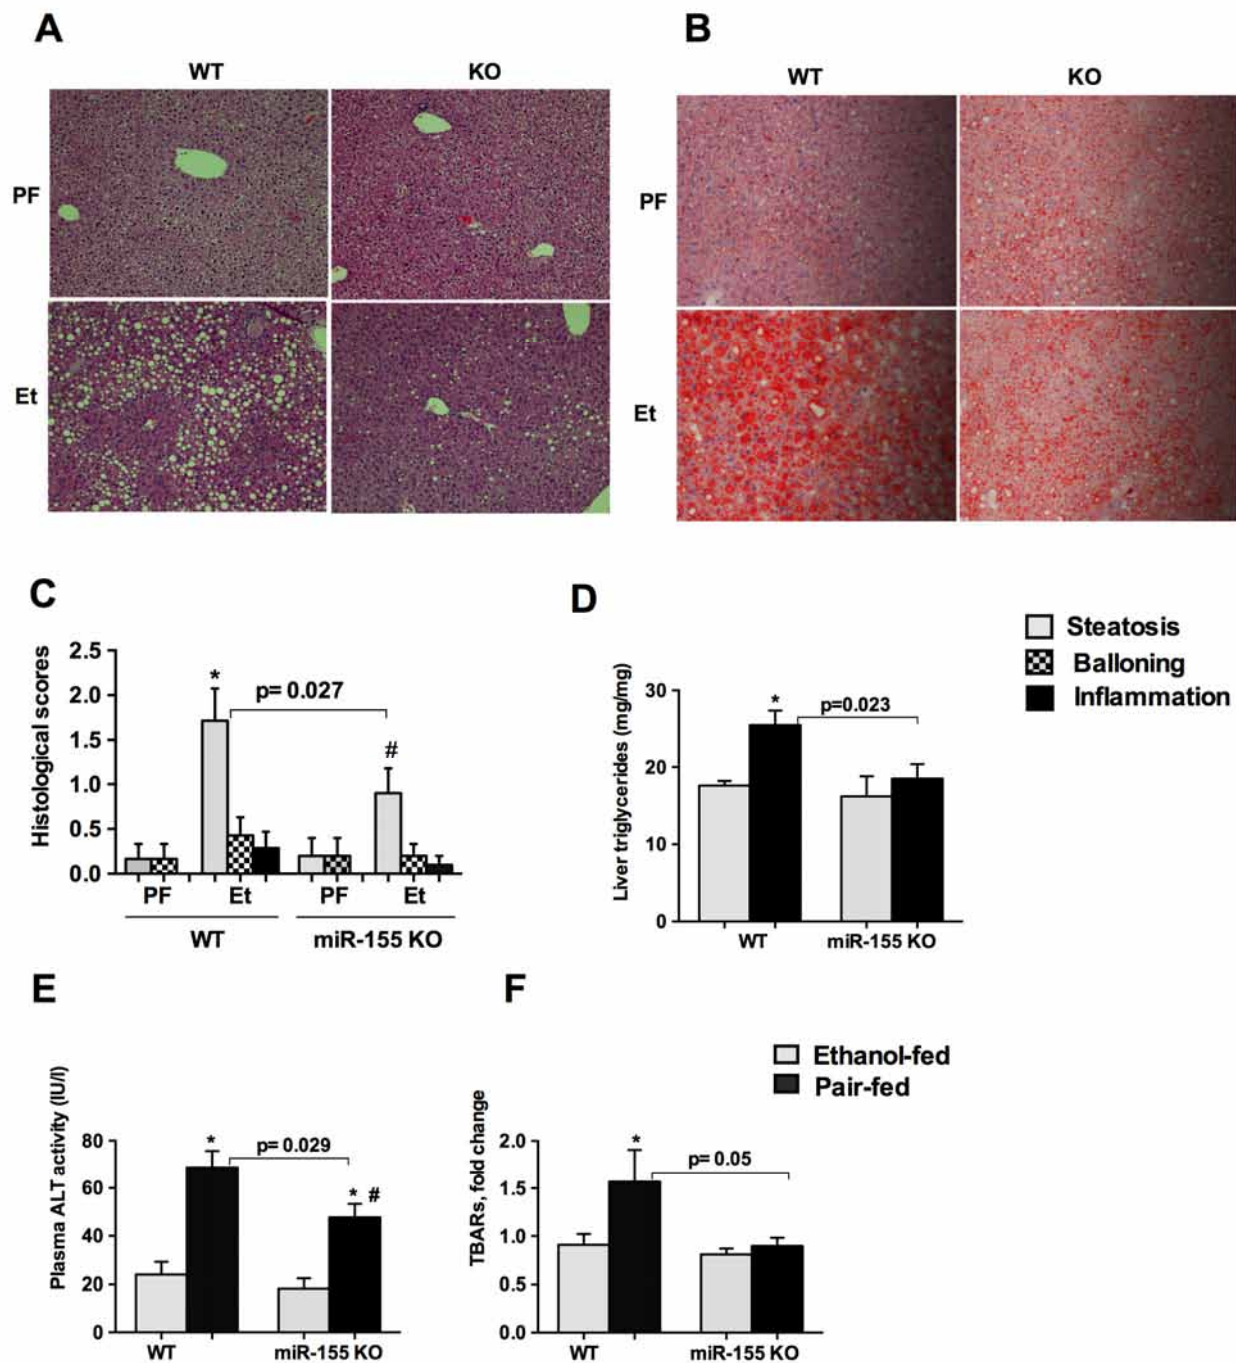 A
B
WT
KO
WT
KO
PF
PF
Et
Et
C
D
Steatosis
Balloning
Inflammation
Histological scores
2.5
2.0
1.5
1.0
0.5
0.0
*
p= 0.027
#
PF
Et
PF
Et
WT
miR-155 KO
Liver triglycerides (mg/mg)
30
20
10
0
*
p=0.023
WT
miR-155 KO
E
F
Ethanol-fed
Pair-fed
Plasma ALT activity (IU/l)
80
60
40
20
0
*
p= 0.029
* #
WT
miR-155 KO
TBARs, fold change
2.0
1.5
1.0
0.5
0.0
*
p= 0.05
WT
miR-155 KO